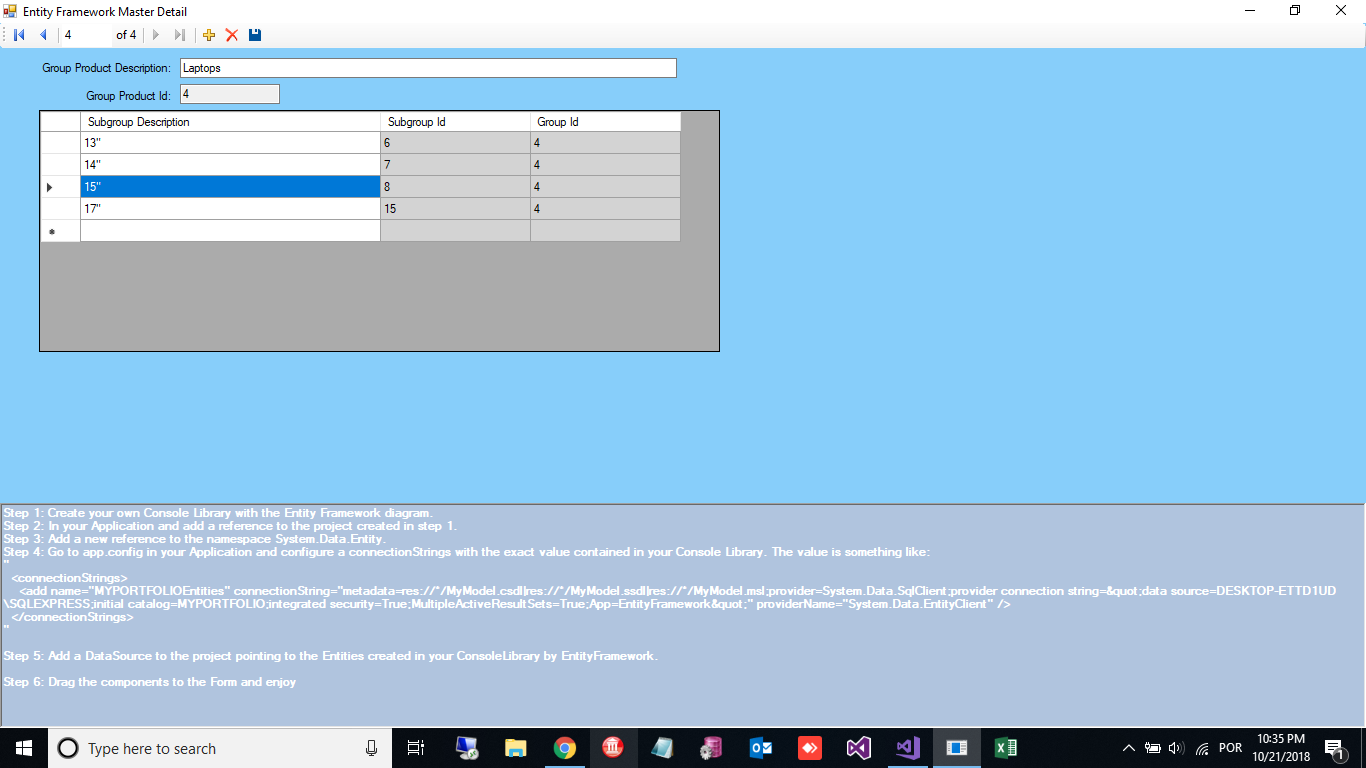 Entity Framework Master Detail
4 of 4
Group Product Description: Laptops
Group Product Id: 4
Subgroup Description Subgroup Id Group Id
13" 6 4
14" 7 4
15" 8 4
17" 15 4
Step 1: Create your own Console Library with the Entity Framework diagram.
Step 2: In your Application and add a reference to the project created in step 1.
Step 3: Add a new reference to the namespace System.Data.Entity.
Step 4: Go to app.config in your Application and configure a connectionStrings with the exact value contained in your Console Library. The value is something like:
"
<connectionStrings>
<add name="MYPORTFOLIOEntities" connectionString="metadata=res://*/MyModel.csdl|res://*/MyModel.ssdl|res://*/MyModel.msl;provider=System.Data.SqlClient;provider connection string=&quot;data source=DESKTOP-ETTD1UD
\SQLEXPRESS;initial catalog=MYPORTFOLIO;integrated security=True;MultipleActiveResultSets=True;App=EntityFramework&quot;" providerName="System.Data.EntityClient" />
</connectionStrings>
"
Step 5: Add a DataSource to the project pointing to the Entities created in your ConsoleLibrary by EntityFramework.
Step 6: Drag the components to the Form and enjoy
Type here to search
POR
10:35 PM
10/21/2018
1